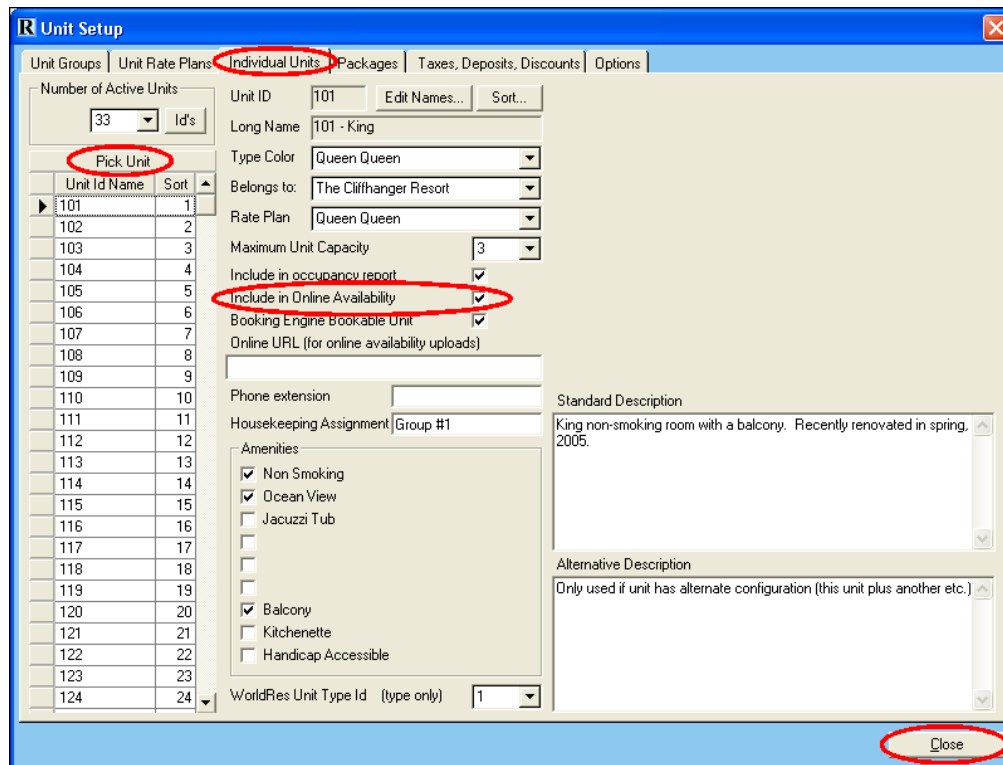 R Unit Setup
Unit Groups Unit Rate Plans Individual Units Packages Taxes, Deposits, Discounts Options
Number of Active Units
33 Id's
Pick Unit
Unit Id Name Sort
101 1
102 2
103 3
104 4
105 5
106 6
107 7
108 8
109 9
110 10
111 11
112 12
113 13
114 14
115 15
116 16
117 17
118 18
119 19
120 20
121 21
122 22
123 23
124 24
Unit ID 101 Edit Names... Sort...
Long Name 101 - King
Type Color Queen Queen
Belongs to: The Cliffhanger Resort
Rate Plan Queen Queen
Maximum Unit Capacity 3
Include in occupancy report
Include in Online Availability
Booking Engine Bookable Unit
Online URL (for online availability uploads)
Phone extension
Housekeeping Assignment Group #1
Amenities
Non Smoking
Ocean View
Jacuzzi Tub
Balcony
Kitchenette
Handicap Accessible
WorldRes Unit Type Id (type only) 1
Standard Description
King non-smoking room with a balcony. Recently renovated in spring,
2005.
Alternative Description
Only used if unit has alternate configuration (this unit plus another etc.)
Close